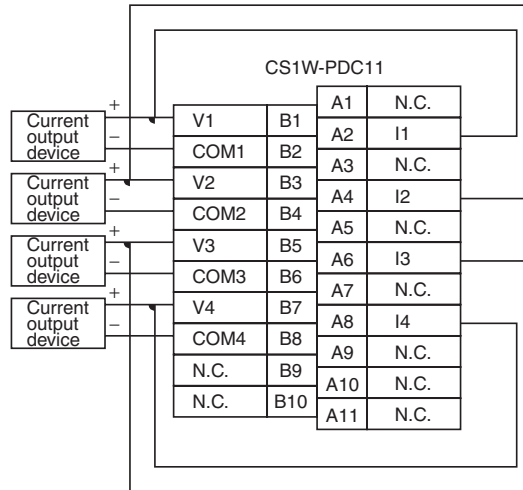 CS1W-PDC11
A1 N.C.
+
V1 B1
Current
output
device
A2 I1
−
COM1 B2
A3 N.C.
+
V2 B3
Current
output
device
A4 I2
−
COM2 B4
A5 N.C.
+
V3 B5
Current
output
device
A6 I3
−
COM3 B6
A7 N.C.
+
V4 B7
Current
output
device
A8 I4
−
COM4 B8
A9 N.C.
N.C. B9
A10 N.C.
N.C. B10
A11 N.C.